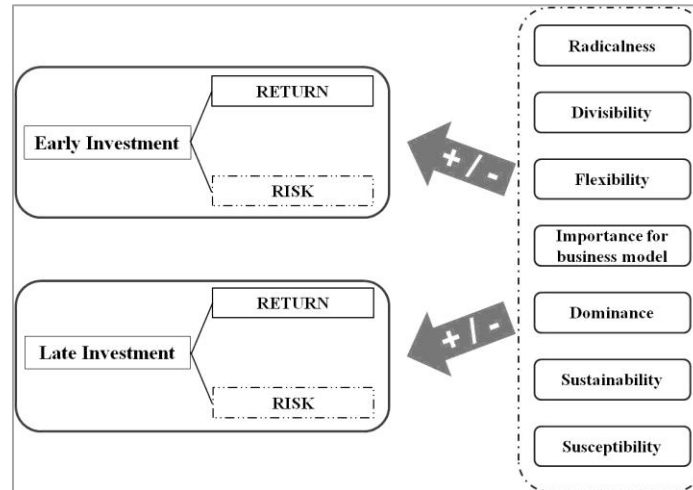 RETURN
Early Investment
RISK
+ / -
RETURN
Late Investment
RISK
+ / -
Radicalness
Divisibility
Flexibility
Importance for
business model
Dominance
Sustainability
Susceptibility